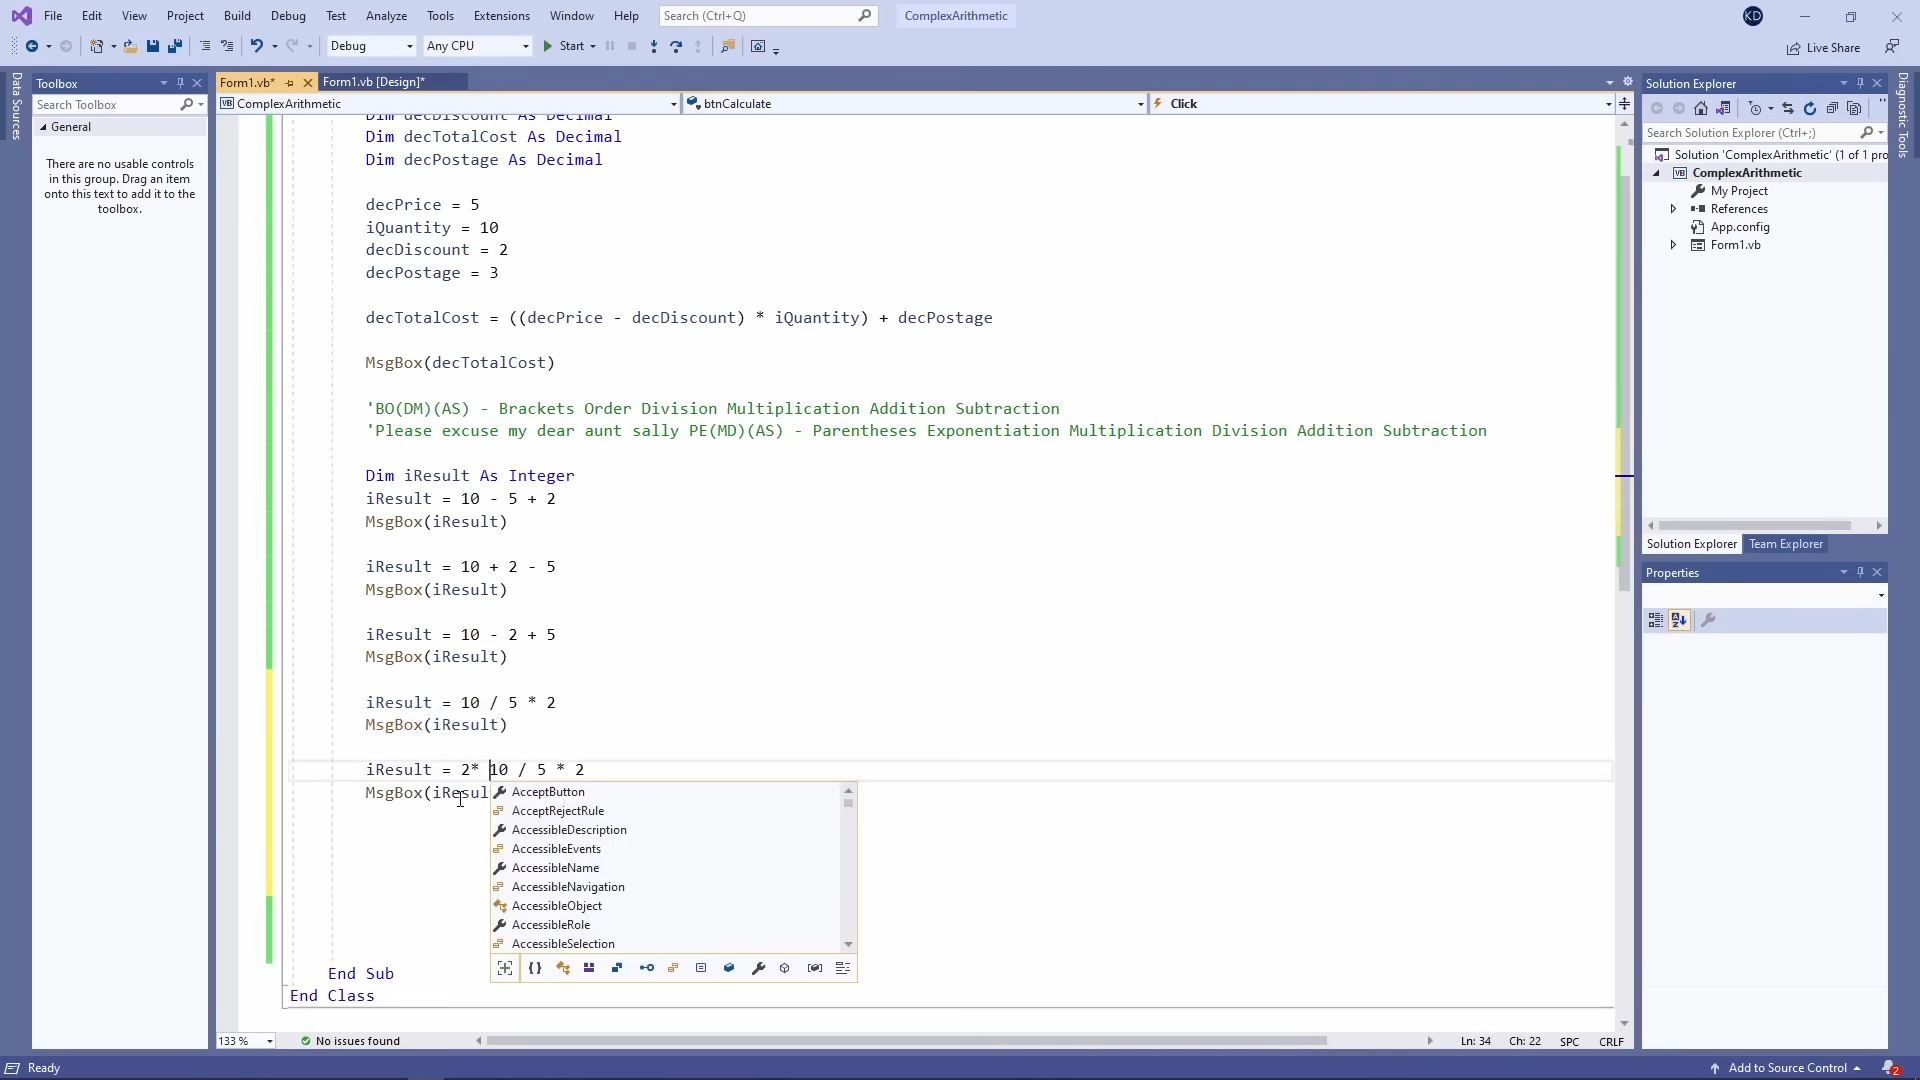 File Edit View Project Build Debug Test Analyze Tools Extensions Window Help Search (Ctrl+Q) ComplexArithmetic KD
Debug Any CPU Start Live Share
Data Sources
Toolbox
Search Toolbox
General
There are no usable controls
in this group. Drag an item
onto this text to add it to the
toolbox.
Form1.vb* Form1.vb [Design]*
ComplexArithmetic btnCalculate Click
Dim decDiscount As Decimal
Dim decTotalCost As Decimal
Dim decPostage As Decimal
decPrice = 5
iQuantity = 10
decDiscount = 2
decPostage = 3
decTotalCost = ((decPrice - decDiscount) * iQuantity) + decPostage
MsgBox(decTotalCost)
'BO(DM)(AS) - Brackets Order Division Multiplication Addition Subtraction
'Please excuse my dear aunt sally PE(MD)(AS) - Parentheses Exponentiation Multiplication Division Addition Subtraction
Dim iResult As Integer
iResult = 10 - 5 + 2
MsgBox(iResult)
iResult = 10 + 2 - 5
MsgBox(iResult)
iResult = 10 - 2 + 5
MsgBox(iResult)
iResult = 10 / 5 * 2
MsgBox(iResult)
iResult = 2* 10 / 5 * 2
MsgBox(iResul
AcceptButton
AcceptRejectRule
AccessibleDescription
AccessibleEvents
AccessibleName
AccessibleNavigation
AccessibleObject
AccessibleRole
AccessibleSelection
End Sub
End Class
133 % No issues found Ln: 34 Ch: 22 SPC CRLF
Solution Explorer
Search Solution Explorer (Ctrl+;)
Solution 'ComplexArithmetic' (1 of 1 pro
ComplexArithmetic
My Project
References
App.config
Form1.vb
Solution Explorer Team Explorer
Properties
Diagnostic Tools
Ready Add to Source Control 2